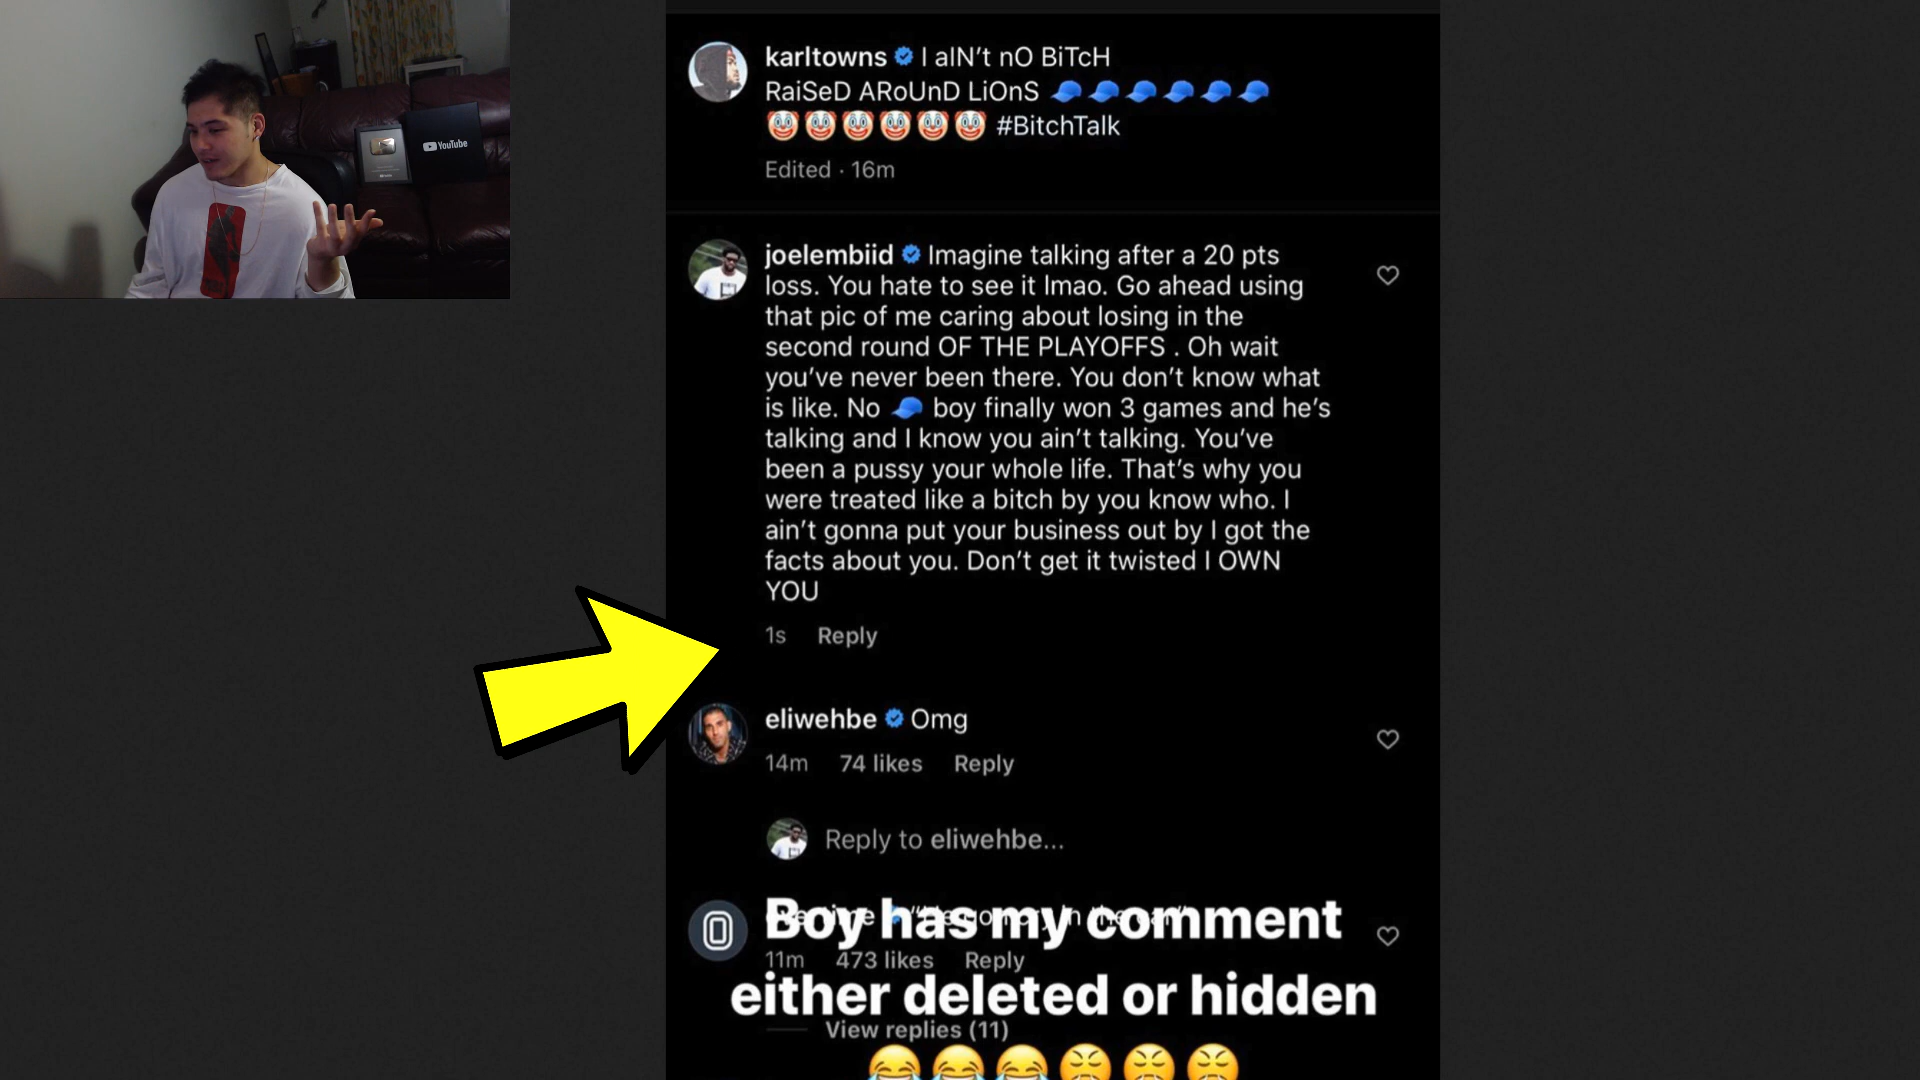 karltowns I aIN’t nO BiTcH
RaiSeD ARoUnD LiOnS 🧢🧢🧢🧢🧢🧢
🤡🤡🤡🤡🤡🤡 #BitchTalk
Edited · 16m
YouTube
joelembiid Imagine talking after a 20 pts
loss. You hate to see it lmao. Go ahead using
that pic of me caring about losing in the
second round OF THE PLAYOFFS . Oh wait
you’ve never been there. You don’t know what
is like. No 🧢 boy finally won 3 games and he’s
talking and I know you ain’t talking. You’ve
been a pussy your whole life. That’s why you
were treated like a bitch by you know who. I
ain’t gonna put your business out by I got the
facts about you. Don’t get it twisted I OWN
YOU
1s Reply
eliwehbe Omg
14m 74 likes Reply
Reply to eliwehbe...
Boy has my comment
11m 473 likes Reply
either deleted or hidden
View replies (11)
😂😂😂😤😤😤